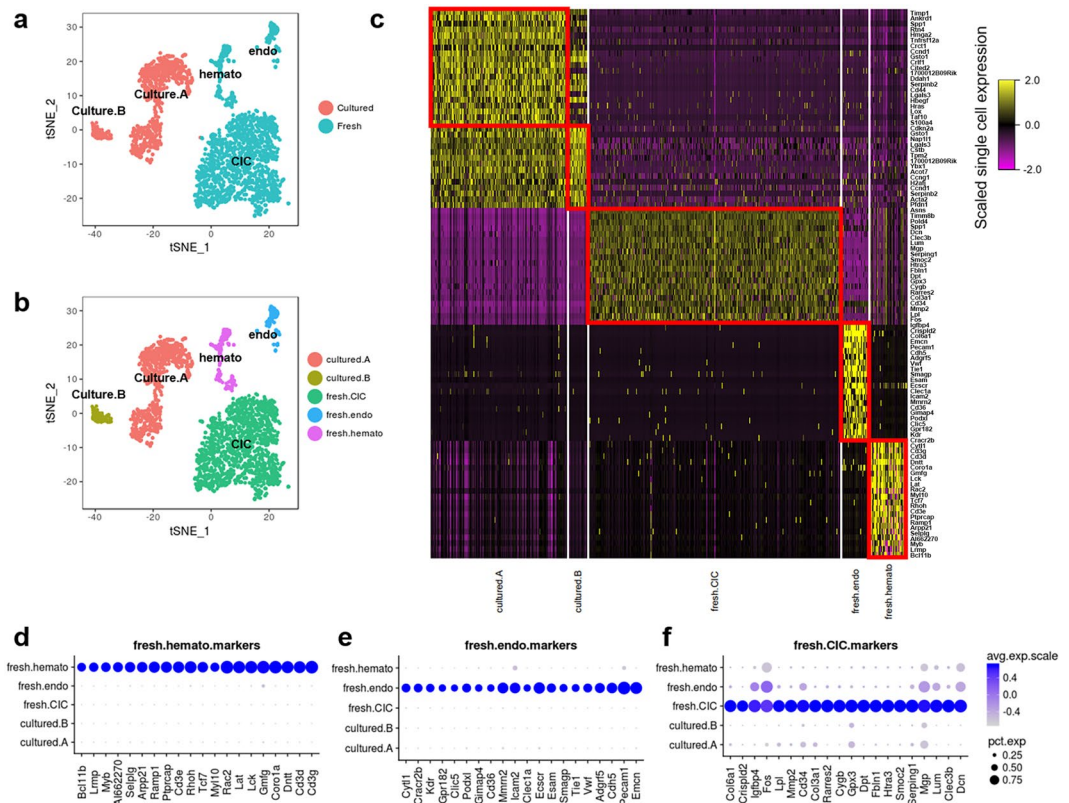 a
30
20
10
0
-10
-20
-40
-20
0
20
tSNE_1
tSNE_2
Culture.B
Culture.A
hemato
endo
CIC
Cultured
Fresh
b
30
20
10
0
-10
-20
-40
-20
0
20
tSNE_1
tSNE_2
Culture.B
Culture.A
hemato
endo
CIC
cultured.A
cultured.B
fresh.CIC
fresh.endo
fresh.hemato
c
Timp1
Ankrd1
Spp1
Rtn4
Hmga2
Tnfrsf12a
Crct1
Ccnd1
Gsto1
Crlf1
Cited2
1700012B09Rik
Ddah1
Serpinb2
Cd44
Lgals3
Hbegf
Hras
Lox
Taf10
S100a4
Cdkn2a
Gsto1
Nap1l1
Lgals3
Cstb
Tpm2
1700012B09Rik
Ybx1
Acot7
Ccng1
Ccnd1
Serpinb2
Acta2
Pfdn1
Asns
Timm8b
Pold4
Spp1
Dcn
Clec3b
Lum
Mgp
Serping1
Smoc2
Htra3
Fbln1
Dpt
Gpx3
Cygb
Rarres2
Col3a1
Cd34
Mmp2
Lpl
Fos
Igfbp4
Crispld2
Col6a1
Emcn
Pecam1
Cdh5
Adgrf5
Vwf
Tie1
Smagp
Esam
Ecscr
Clec1a
Icam2
Mmrn2
Cd36
Gimap4
Podxl
Clic5
Gpr182
Kdr
Cracr2b
Cytl1
Cd3g
Cd3d
Dntt
Coro1a
Gmfg
Lck
Lat
Rac2
Myl10
Tcf7
Rhoh
Cd3e
Ptprcap
Ramp1
Arpp21
Selplg
AI662270
Myb
Lrmp
Bcl11b
cultured.A
cultured.B
fresh.CIC
fresh.endo
fresh.hemato
2.0
1.0
0.0
-1.0
-2.0
Scaled single cell expression
d
fresh.hemato.markers
fresh.hemato
fresh.endo
fresh.CIC
cultured.B
cultured.A
Bcl11b
Lrmp
Myb
AI662270
Selplg
Arpp21
Ramp1
Ptprcap
Cd3e
Rhoh
Tcf7
Myl10
Rac2
Lat
Lck
Gmfg
Coro1a
Dntt
Cd3d
Cd3g
e
fresh.endo.markers
fresh.hemato
fresh.endo
fresh.CIC
cultured.B
cultured.A
Cytl1
Cracr2b
Kdr
Gpr182
Clic5
Podxl
Gimap4
Cd36
Mmrn2
Icam2
Clec1a
Ecscr
Esam
Smagp
Tie1
Vwf
Adgrf5
Cdh5
Pecam1
Emcn
f
fresh.CIC.markers
fresh.hemato
fresh.endo
fresh.CIC
cultured.B
cultured.A
Col6a1
Crispld2
Igfbp4
Fos
Lpl
Mmp2
Cd34
Col3a1
Rarres2
Cygb
Gpx3
Dpt
Fbln1
Htra3
Smoc2
Serping1
Mgp
Lum
Clec3b
Dcn
avg.exp.scale
0.4
0.0
-0.4
pct.exp
0.25
0.50
0.75